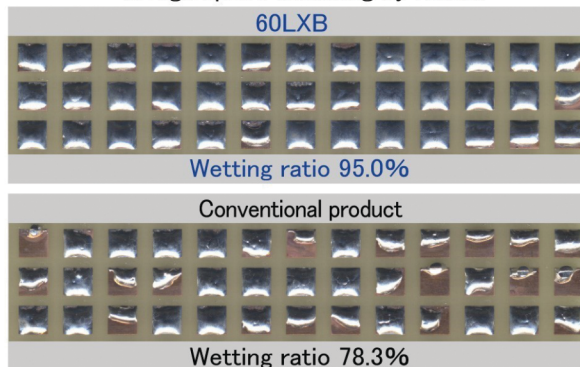 60LXB
Wetting ratio 95.0%
Conventional product
Wetting ratio 78.3%